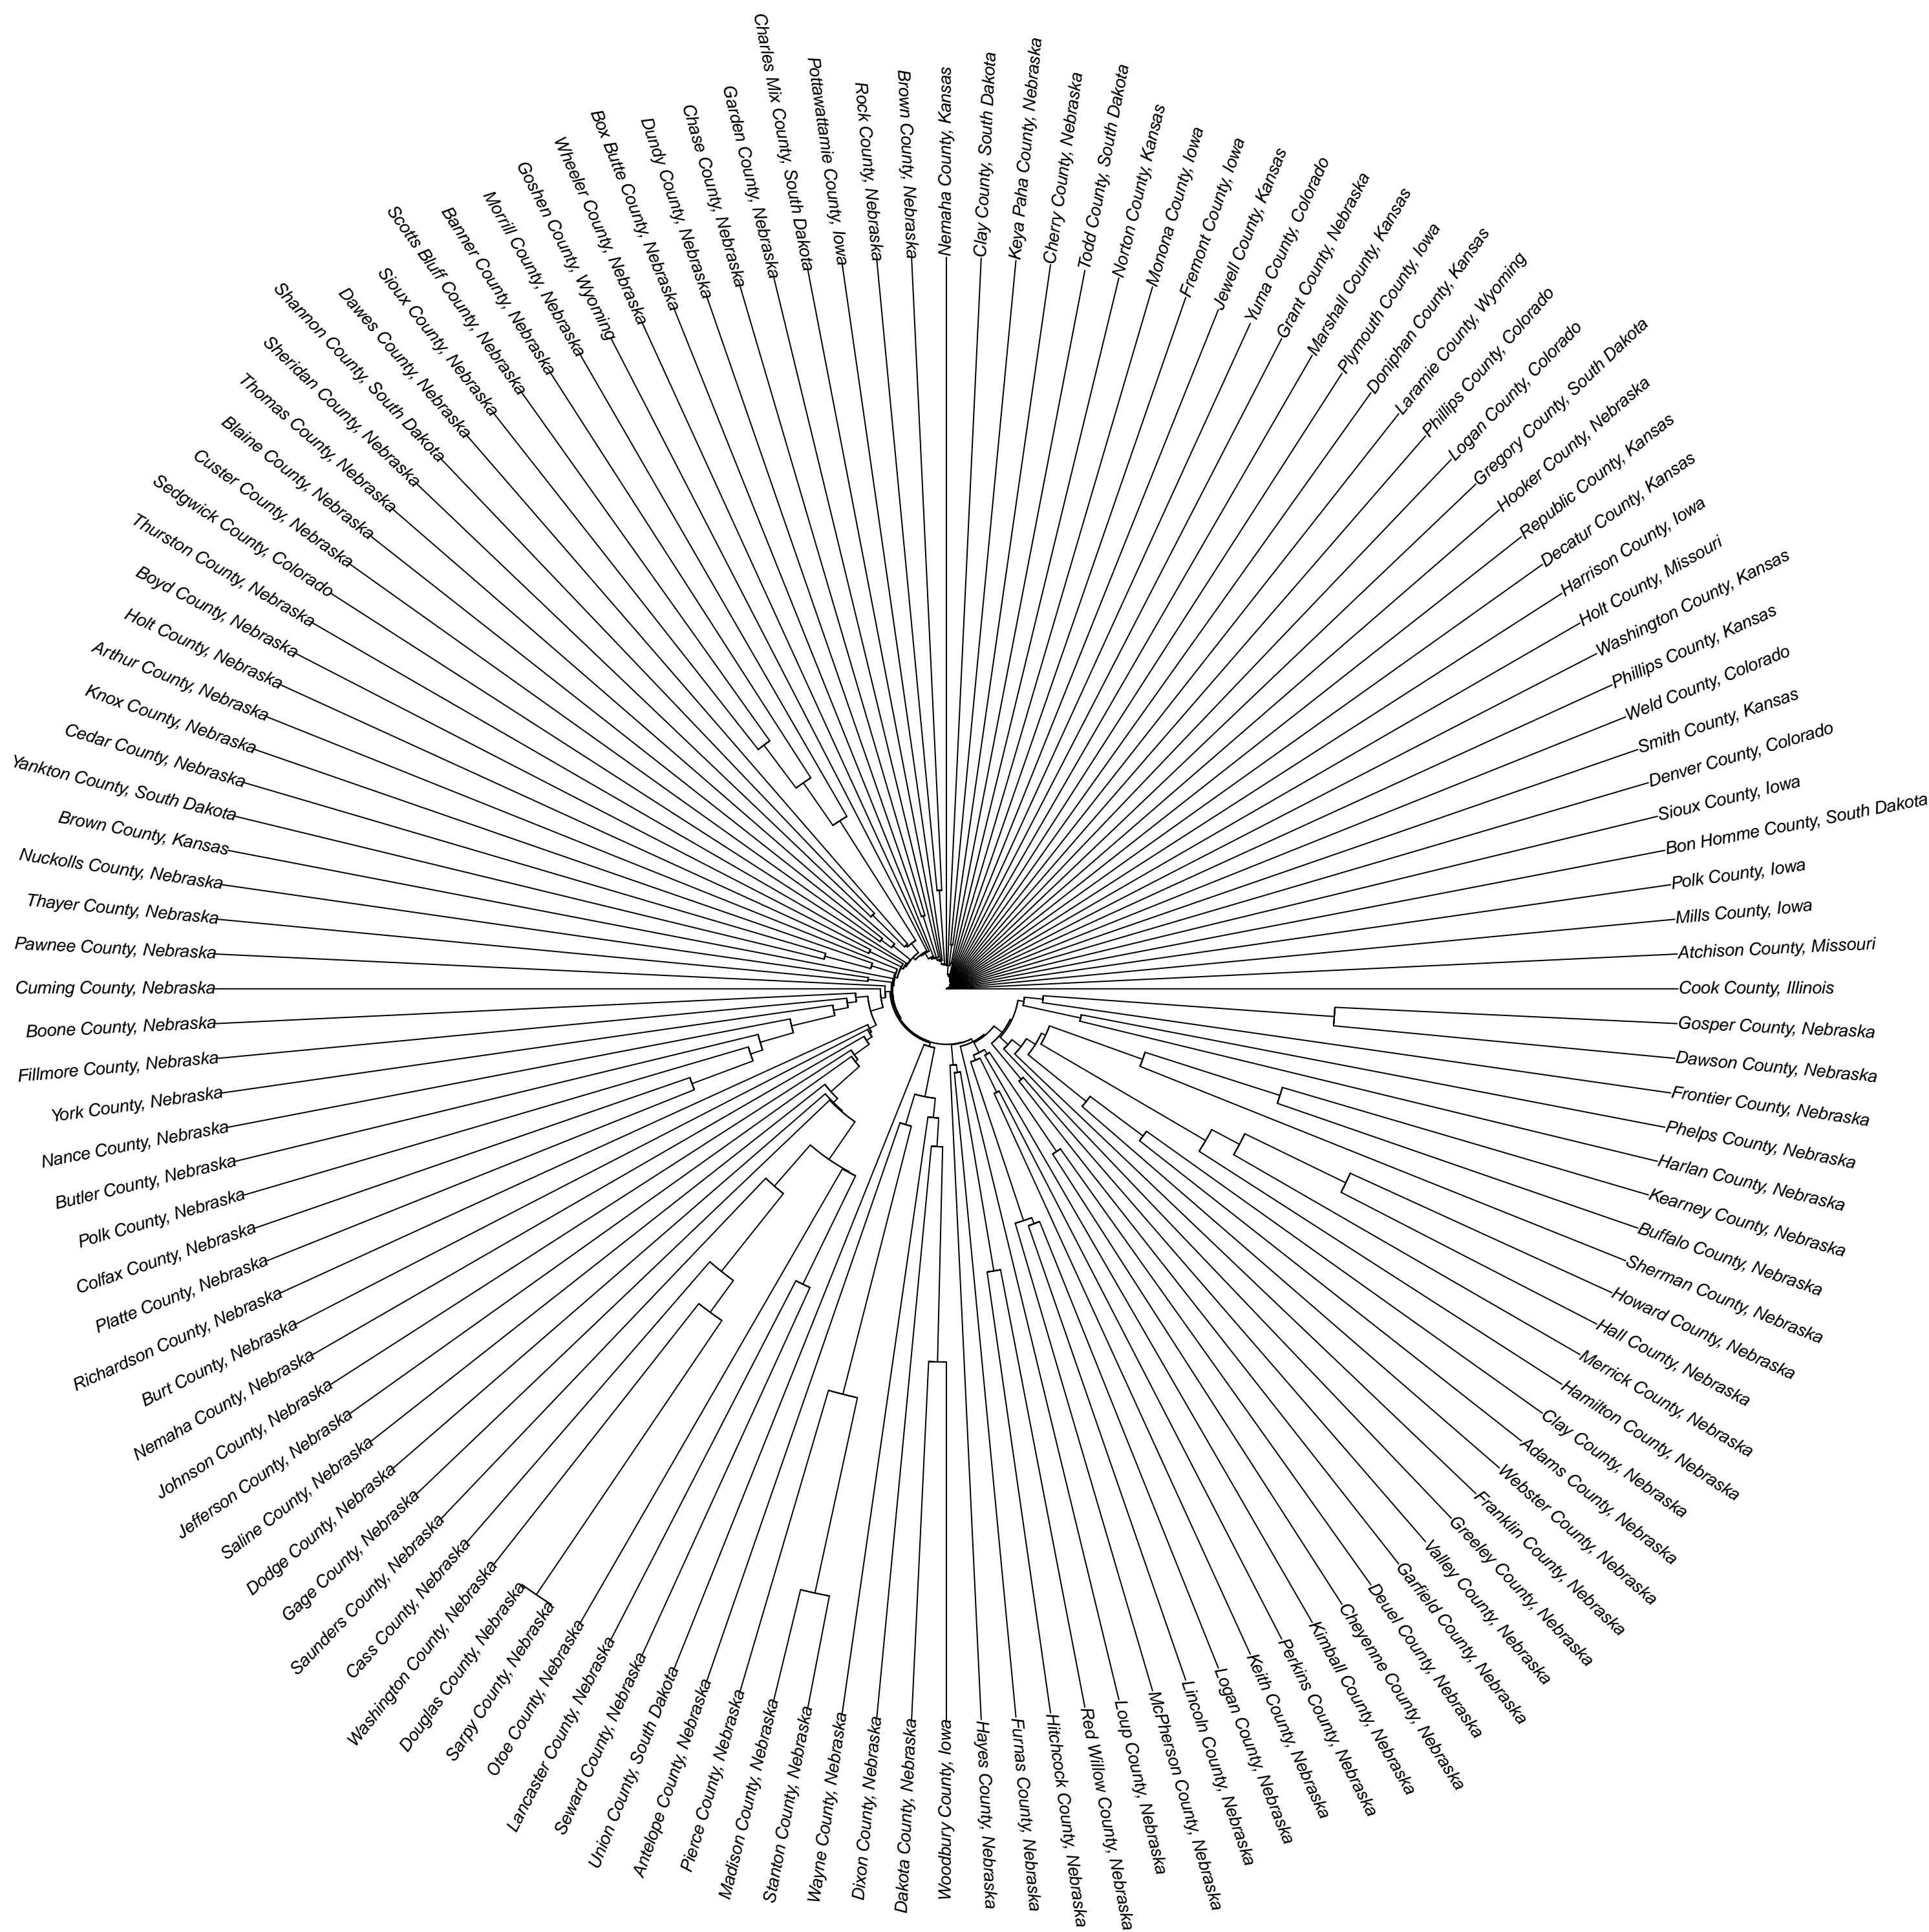 Nemaha County, Kansas
Clay County, South Dakota
Keya Paha County, Nebraska
Cherry County, Nebraska
Todd County, South Dakota
Norton County, Kansas
Monona County, Iowa
Fremont County, Iowa
Jewell County, Kansas
Yuma County, Colorado
Grant County, Nebraska
Marshall County, Kansas
Plymouth County, Iowa
Doniphan County, Kansas
Laramie County, Wyoming
Phillips County, Colorado
Logan County, Colorado
Gregory County, South Dakota
Hooker County, Nebraska
Republic County, Kansas
Decatur County, Kansas
Harrison County, Iowa
Holt County, Missouri
Washington County, Kansas
Phillips County, Kansas
Weld County, Colorado
Smith County, Kansas
Denver County, Colorado
Sioux County, Iowa
Bon Homme County, South Dakota
Polk County, Iowa
Mills County, Iowa
Atchison County, Missouri
Cook County, Illinois
Gosper County, Nebraska
Dawson County, Nebraska
Frontier County, Nebraska
Phelps County, Nebraska
Harlan County, Nebraska
Kearney County, Nebraska
Buffalo County, Nebraska
Sherman County, Nebraska
Howard County, Nebraska
Hall County, Nebraska
Merrick County, Nebraska
Hamilton County, Nebraska
Clay County, Nebraska
Adams County, Nebraska
Webster County, Nebraska
Franklin County, Nebraska
Greeley County, Nebraska
Valley County, Nebraska
Garfield County, Nebraska
Deuel County, Nebraska
Cheyenne County, Nebraska
Kimball County, Nebraska
Perkins County, Nebraska
Keith County, Nebraska
Logan County, Nebraska
Lincoln County, Nebraska
McPherson County, Nebraska
Loup County, Nebraska
Red Willow County, Nebraska
Hitchcock County, Nebraska
Furnas County, Nebraska
Hayes County, Nebraska
Woodbury County, Iowa
Dakota County, Nebraska
Dixon County, Nebraska
Wayne County, Nebraska
Stanton County, Nebraska
Madison County, Nebraska
Pierce County, Nebraska
Antelope County, Nebraska
Union County, South Dakota
Seward County, Nebraska
Lancaster County, Nebraska
Otoe County, Nebraska
Sarpy County, Nebraska
Douglas County, Nebraska
Washington County, Nebraska
Cass County, Nebraska
Saunders County, Nebraska
Gage County, Nebraska
Dodge County, Nebraska
Saline County, Nebraska
Jefferson County, Nebraska
Johnson County, Nebraska
Nemaha County, Nebraska
Burt County, Nebraska
Richardson County, Nebraska
Platte County, Nebraska
Colfax County, Nebraska
Polk County, Nebraska
Butler County, Nebraska
Nance County, Nebraska
York County, Nebraska
Fillmore County, Nebraska
Boone County, Nebraska
Cuming County, Nebraska
Pawnee County, Nebraska
Thayer County, Nebraska
Nuckolls County, Nebraska
Brown County, Kansas
Yankton County, South Dakota
Cedar County, Nebraska
Knox County, Nebraska
Arthur County, Nebraska
Holt County, Nebraska
Boyd County, Nebraska
Thurston County, Nebraska
Sedgwick County, Colorado
Custer County, Nebraska
Blaine County, Nebraska
Thomas County, Nebraska
Sheridan County, Nebraska
Shannon County, South Dakota
Dawes County, Nebraska
Sioux County, Nebraska
Scotts Bluff County, Nebraska
Banner County, Nebraska
Morrill County, Nebraska
Goshen County, Wyoming
Wheeler County, Nebraska
Box Butte County, Nebraska
Dundy County, Nebraska
Chase County, Nebraska
Garden County, Nebraska
Charles Mix County, South Dakota
Pottawattamie County, Iowa
Rock County, Nebraska
Brown County, Nebraska